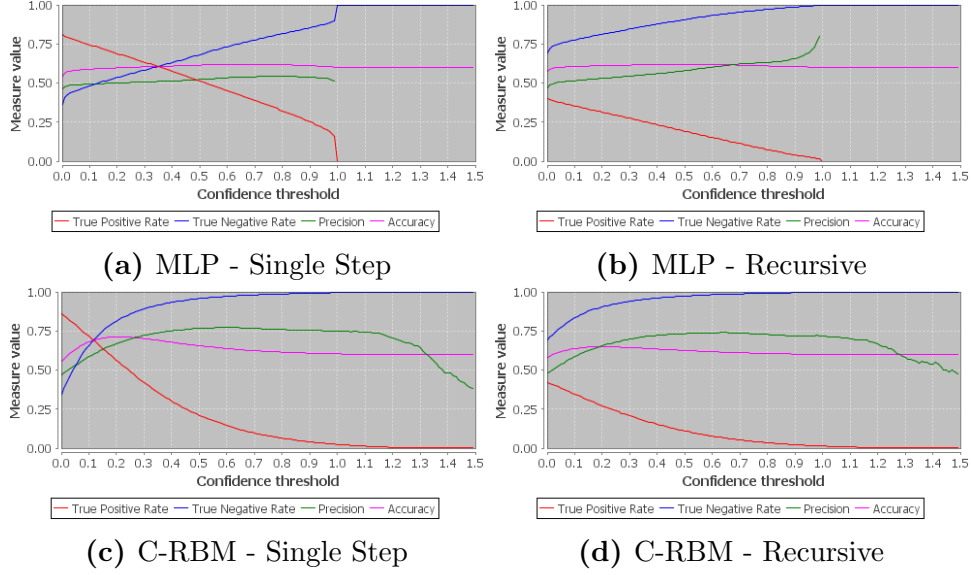 Measure value
1.00
0.75
0.50
0.25
0.00
0.0 0.1 0.2 0.3 0.4 0.5 0.6 0.7 0.8 0.9 1.0 1.1 1.2 1.3 1.4 1.5
Confidence threshold
True Positive Rate True Negative Rate Precision Accuracy
(a) MLP - Single Step
Measure value
1.00
0.75
0.50
0.25
0.00
0.0 0.1 0.2 0.3 0.4 0.5 0.6 0.7 0.8 0.9 1.0 1.1 1.2 1.3 1.4 1.5
Confidence threshold
True Positive Rate True Negative Rate Precision Accuracy
(b) MLP - Recursive
Measure value
1.00
0.75
0.50
0.25
0.00
0.0 0.1 0.2 0.3 0.4 0.5 0.6 0.7 0.8 0.9 1.0 1.1 1.2 1.3 1.4 1.5
Confidence threshold
True Positive Rate True Negative Rate Precision Accuracy
(c) C-RBM - Single Step
Measure value
1.00
0.75
0.50
0.25
0.00
0.0 0.1 0.2 0.3 0.4 0.5 0.6 0.7 0.8 0.9 1.0 1.1 1.2 1.3 1.4 1.5
Confidence threshold
True Positive Rate True Negative Rate Precision Accuracy
(d) C-RBM - Recursive